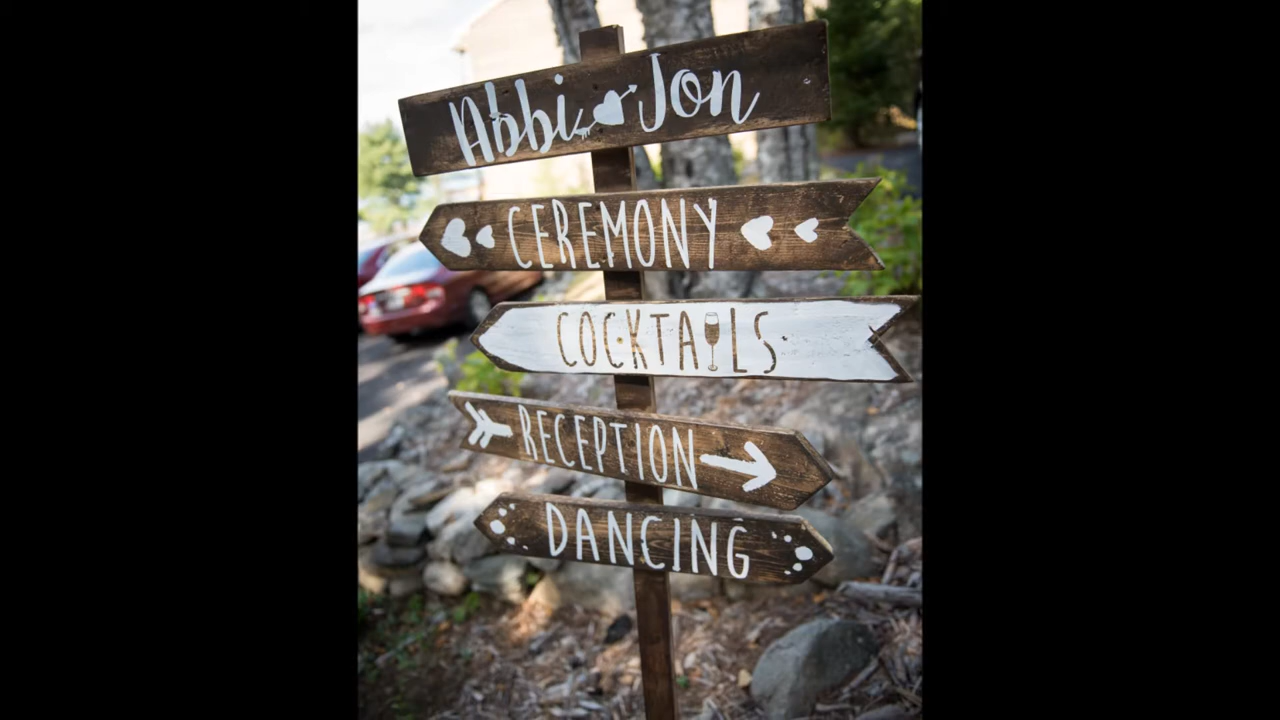 Abbi Jon
CEREMONY
COCKTAILS
RECEPTION
DANCING